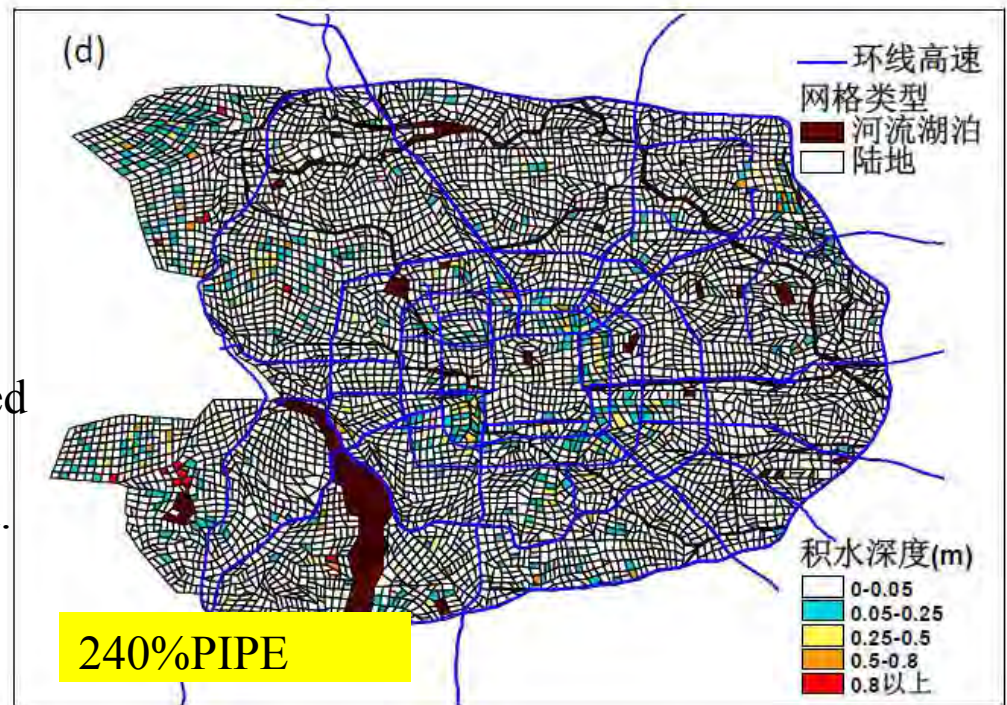 (d)
环线高速
网格类型
河流湖泊
陆地
ed
.
积水深度(m)
0-0.05
0.05-0.25
0.25-0.5
0.5-0.8
0.8以上
240%PIPE